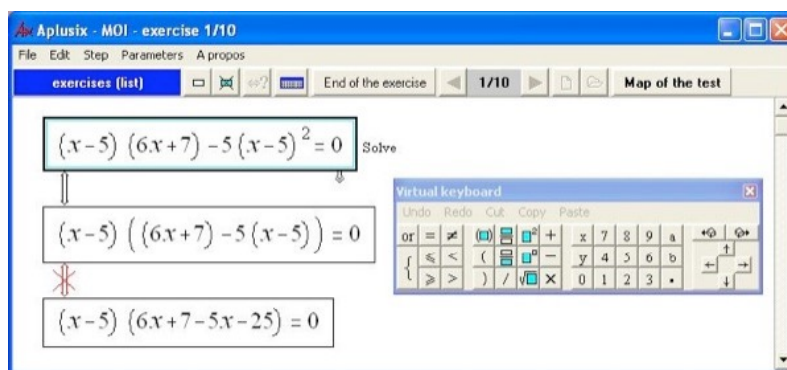 Aplusix - MOI - exercise 1/10
File Edit Step Parameters A propos
exercises (list) End of the exercise 1/10 Map of the test
(x-5) (6x+7) -5(x-5)² = 0 Solve
Virtual keyboard
Undo Redo Cut Copy Paste
or = ≠ (□) □² + x 7 8 9 a
(x-5) ((6x+7) -5(x-5)) = 0
{ ⩽ < ( □ⁿ − y 4 5 6 b
⩾ > ) / √□ × 0 1 2 3 .
(x-5) (6x+7-5x-25) = 0